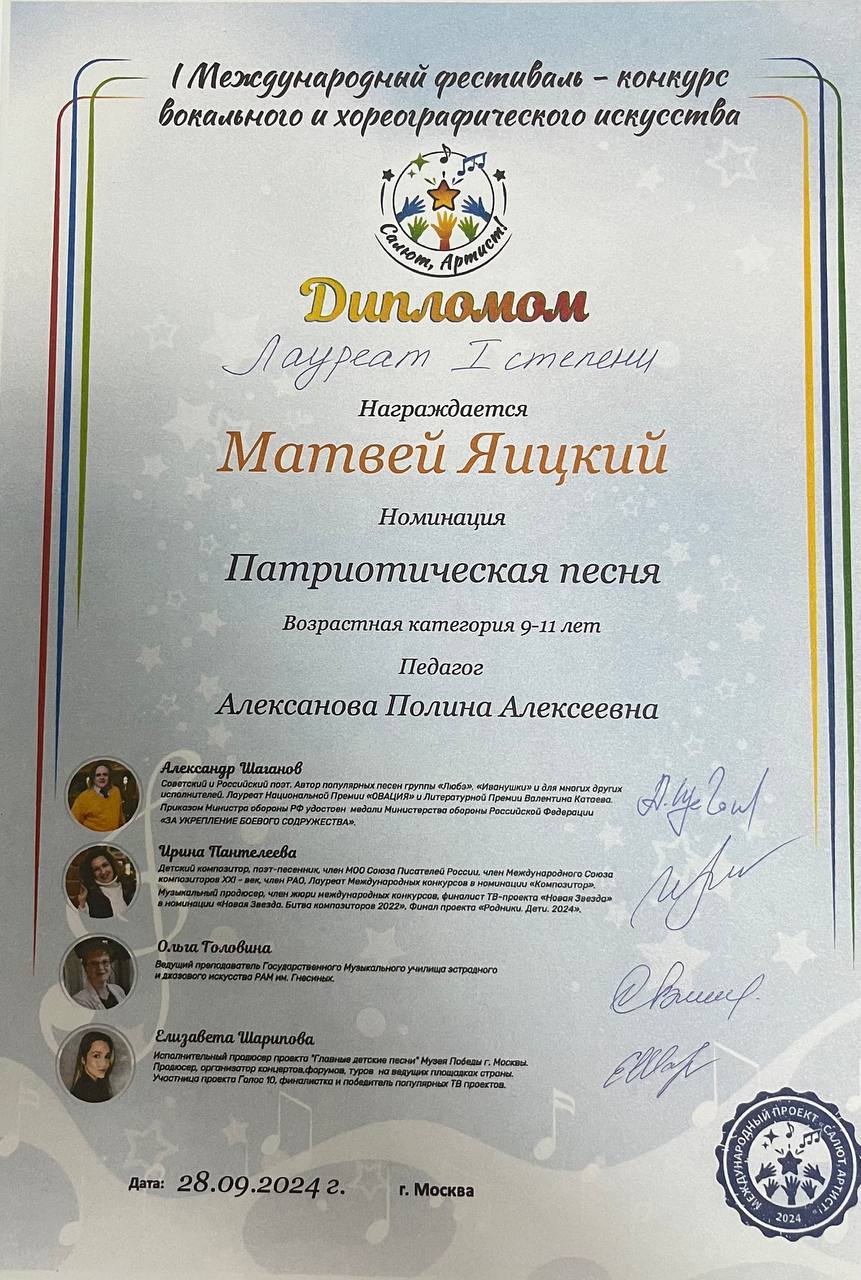 I Международный фестиваль – конкурс
вокального и хореографического искусства
Салют, Артист!
Дипломом
Лауреат I степени
Награждается
Матвей Яицкий
Номинация
Патриотическая песня
Возрастная категория 9-11 лет
Педагог
Алексанова Полина Алексеевна
Александр Шаганов
Советский и Российский поэт. Автор популярных песен группы «Любэ», «Иванушки» и для многих других
исполнителей. Лауреат Национальной Премии «ОВАЦИЯ» и Литературной Премии Валентина Катаева.
Приказом Министра обороны РФ удостоен медали Министерства обороны Российской Федерации
«ЗА УКРЕПЛЕНИЕ БОЕВОГО СОДРУЖЕСТВА».
Ирина Пантелеева
Детский композитор, поэт-песенник, член МОО Союза Писателей России, член Международного Союза
композиторов XXI – век, член РАО, Лауреат Международных конкурсов в номинации «Композитор».
Музыкальный продюсер, член жюри международных конкурсов, финалист ТВ-проекта «Новая Звезда»
в номинации «Новая Звезда. Битва композиторов 2022». Финал проекта «Родники. Дети. 2024».
Ольга Головина
Ведущий преподаватель Государственного Музыкального училища эстрадного
и джазового искусства РАМ им. Гнесиных.
Елизавета Шарипова
Исполнительный продюсер проекта "Главные детские песни" Музея Победы г. Москвы.
Продюсер, организатор концертов,форумов, туров на ведущих площадках страны.
Участница проекта Голос 10, финалистка и победитель популярных ТВ проектов.
МЕЖДУНАРОДНЫЙ ПРОЕКТ «САЛЮТ, АРТИСТ!»
2024
Дата: 28.09.2024 г. г. Москва